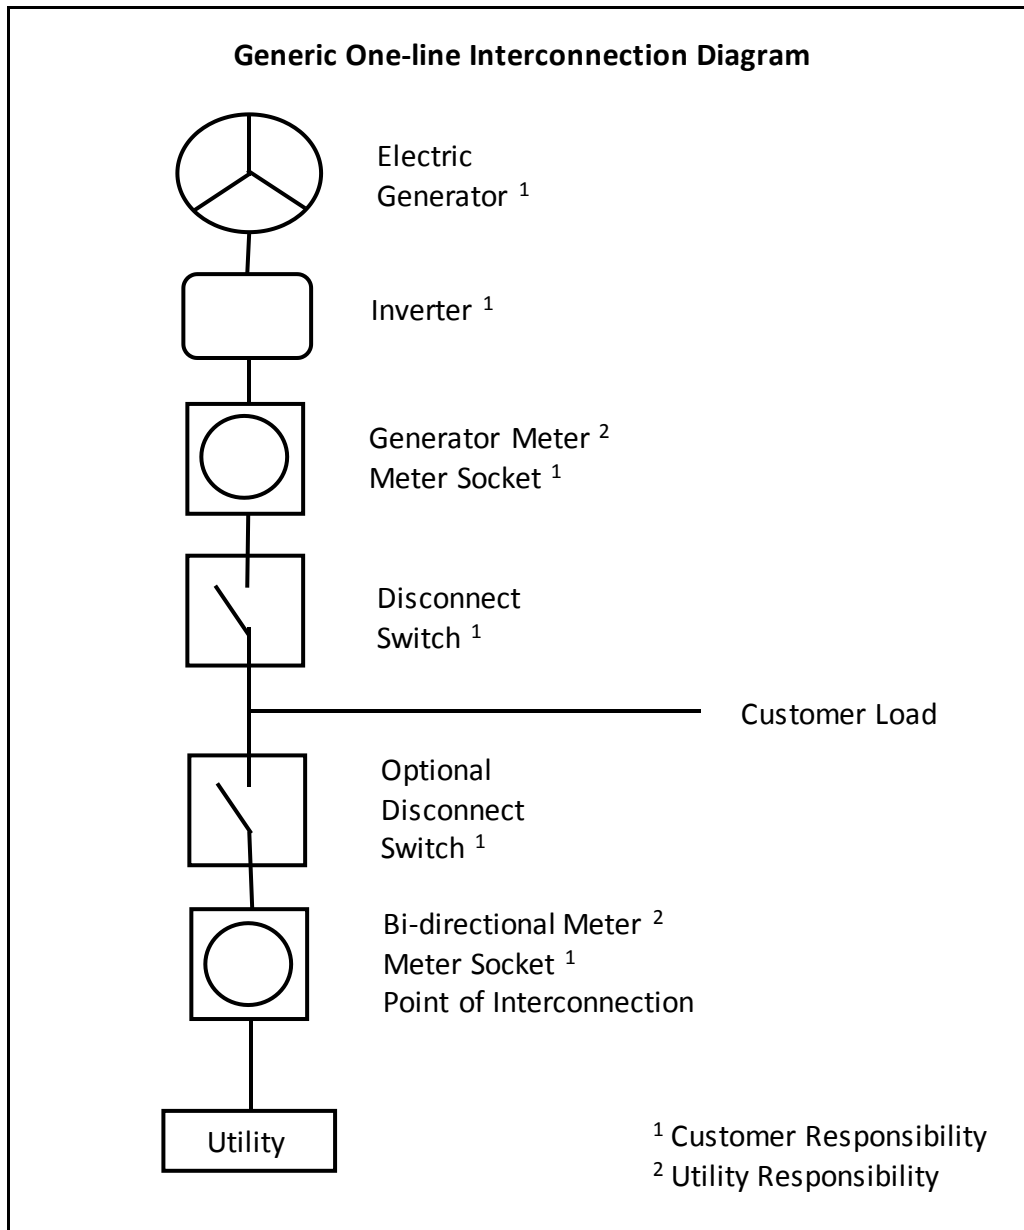 Generic One-line Interconnection Diagram
Electric
Generator ¹
Inverter ¹
Generator Meter ²
Meter Socket ¹
Disconnect
Switch ¹
Customer Load
Optional
Disconnect
Switch ¹
Bi-directional Meter ²
Meter Socket ¹
Point of Interconnection
Utility
¹ Customer Responsibility
² Utility Responsibility